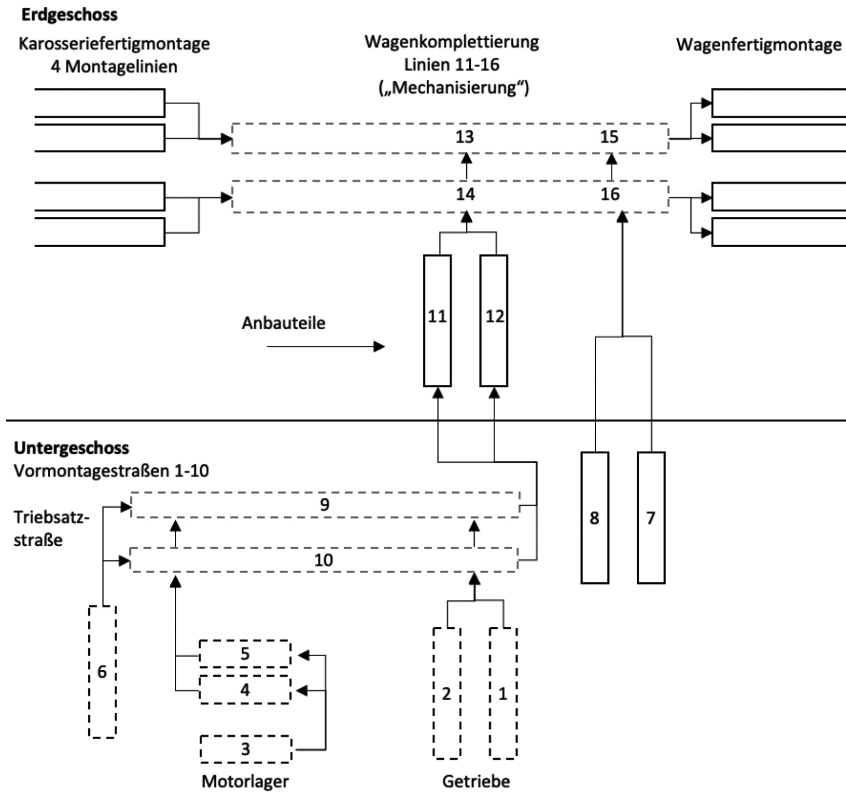 Erdgeschoss
Karosseriefertigmontage
4 Montagelinien
Wagenkomplettierung
Linien 11-16
(„Mechanisierung“)
Wagenfertigmontage
13
15
14
16
11
12
Anbauteile
Untergeschoss
Vormontagestraßen 1-10
Triebsatz-
straße
9
10
8
7
6
5
4
3
2
1
Motorlager
Getriebe